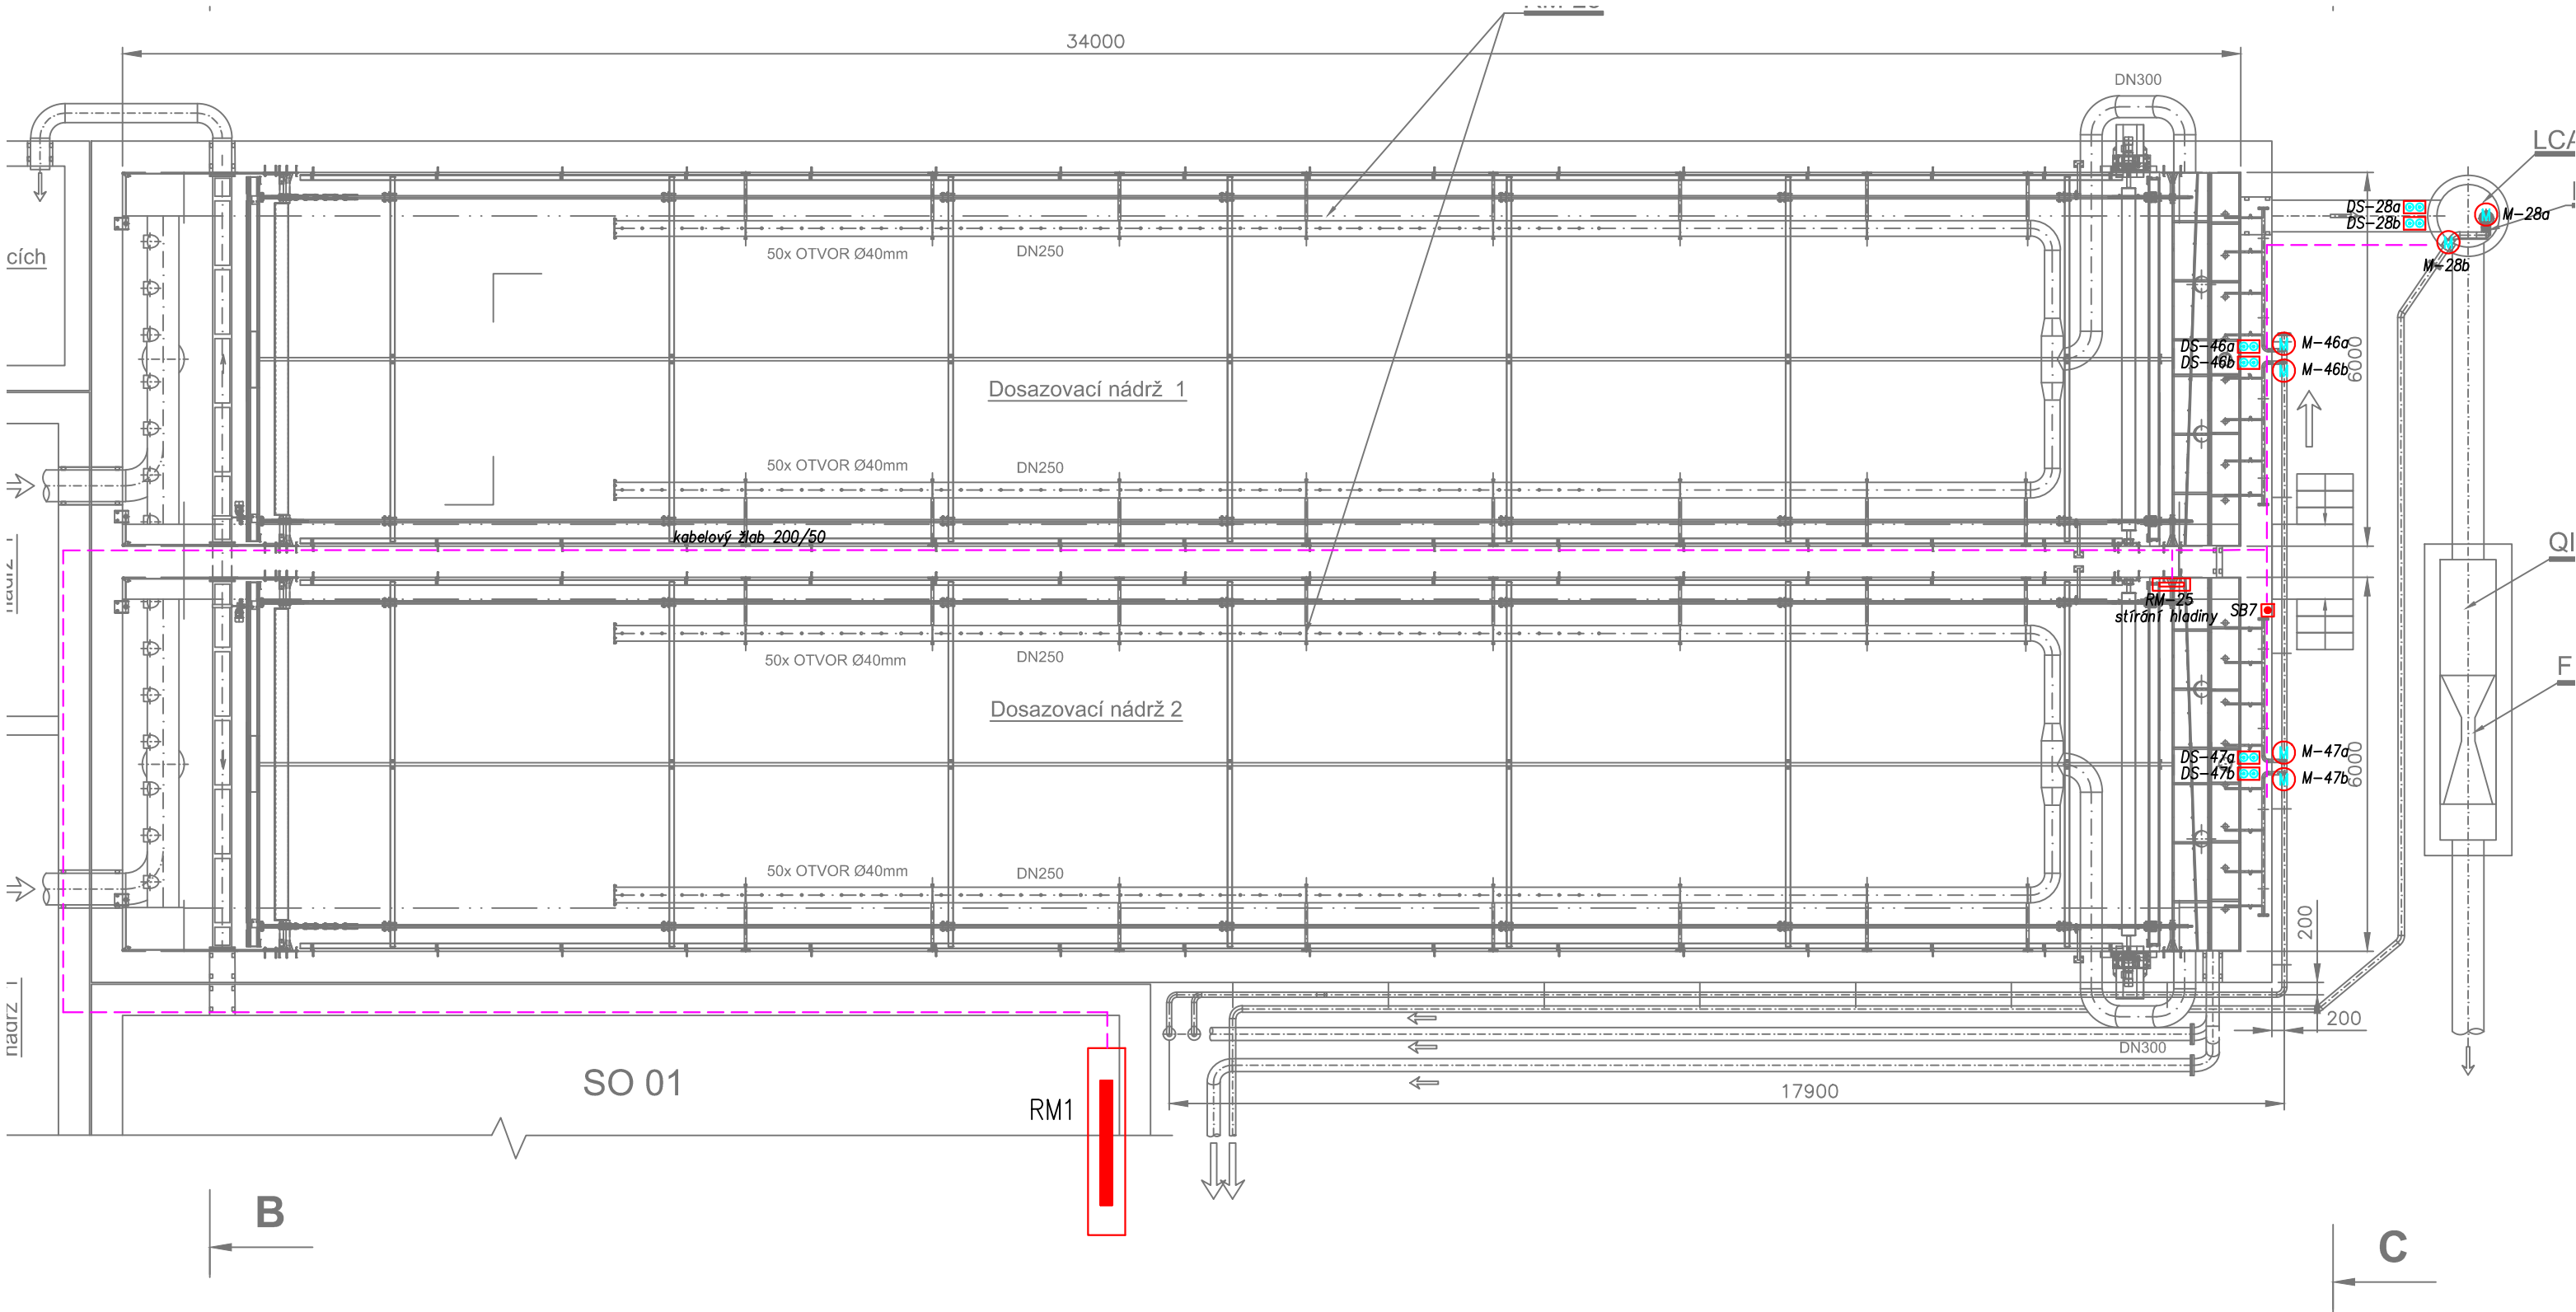 34000
DN300
LCA
DS-28a
DS-28b
M-28a
M-28b
50x OTVOR Ø40mm
DN250
cích
DS-46a
DS-46b
M-46a
M-46b
6000
Dosazovací nádrž 1
50x OTVOR Ø40mm
DN250
kabelový žlab 200/50
QI
RM-25
stírání hladiny
SB7
50x OTVOR Ø40mm
DN250
F
Dosazovací nádrž 2
DS-47a
DS-47b
M-47a
M-47b
6000
50x OTVOR Ø40mm
DN250
200
200
DN300
17900
SO 01
RM1
B
C